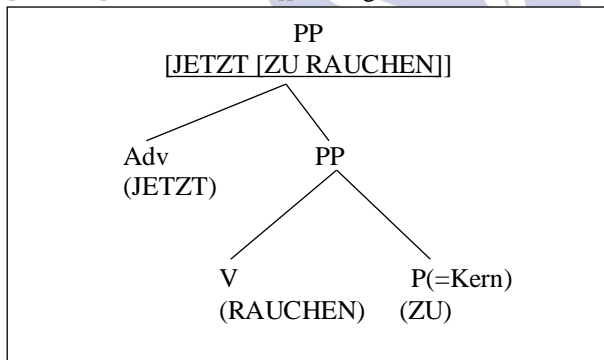 PP
[JETZT [ZU RAUCHEN]]
Adv PP
(JETZT)
V P(=Kern)
(RAUCHEN) (ZU)